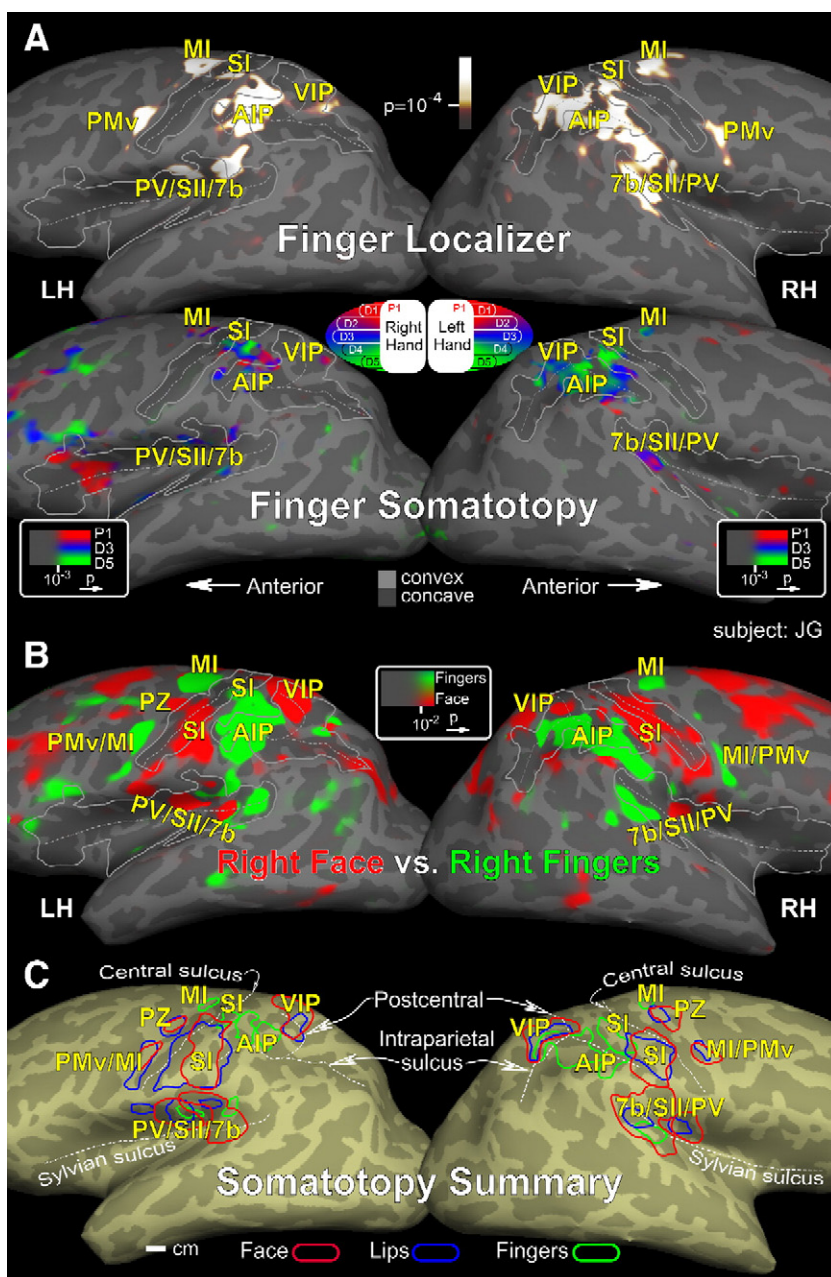 A
MI
SI
VIP
AIP
PMv
PV/SII/7b
p=10-4
MI
SI
VIP
AIP
PMv
7b/SII/PV
Finger Localizer
LH
RH
MI
SI
VIP
AIP
PV/SII/7b
P1
D1
D2
D3
D4
D5
Right
Hand
Left
Hand
P1
D1
D2
D3
D4
D5
MI
SI
VIP
AIP
7b/SII/PV
Finger Somatotopy
P1
D3
D5
10-3 p
Anterior
convex
concave
Anterior
P1
D3
D5
10-3 p
subject: JG
B
MI
SI
VIP
PZ
SI
AIP
PMv/MI
PV/SII/7b
Fingers
Face
10-2 p
MI
VIP
AIP
SI
MI/PMv
7b/SII/PV
Right Face vs. Right Fingers
LH
RH
C
Central sulcus
MI
SI
VIP
PZ
AIP
PMv/MI
SI
PV/SII/7b
Sylvian sulcus
Postcentral
Intraparietal
sulcus
Central sulcus
MI
PZ
SI
VIP
AIP
SI
MI/PMv
7b/SII/PV
Sylvian sulcus
Somatotopy Summary
cm
Face
Lips
Fingers